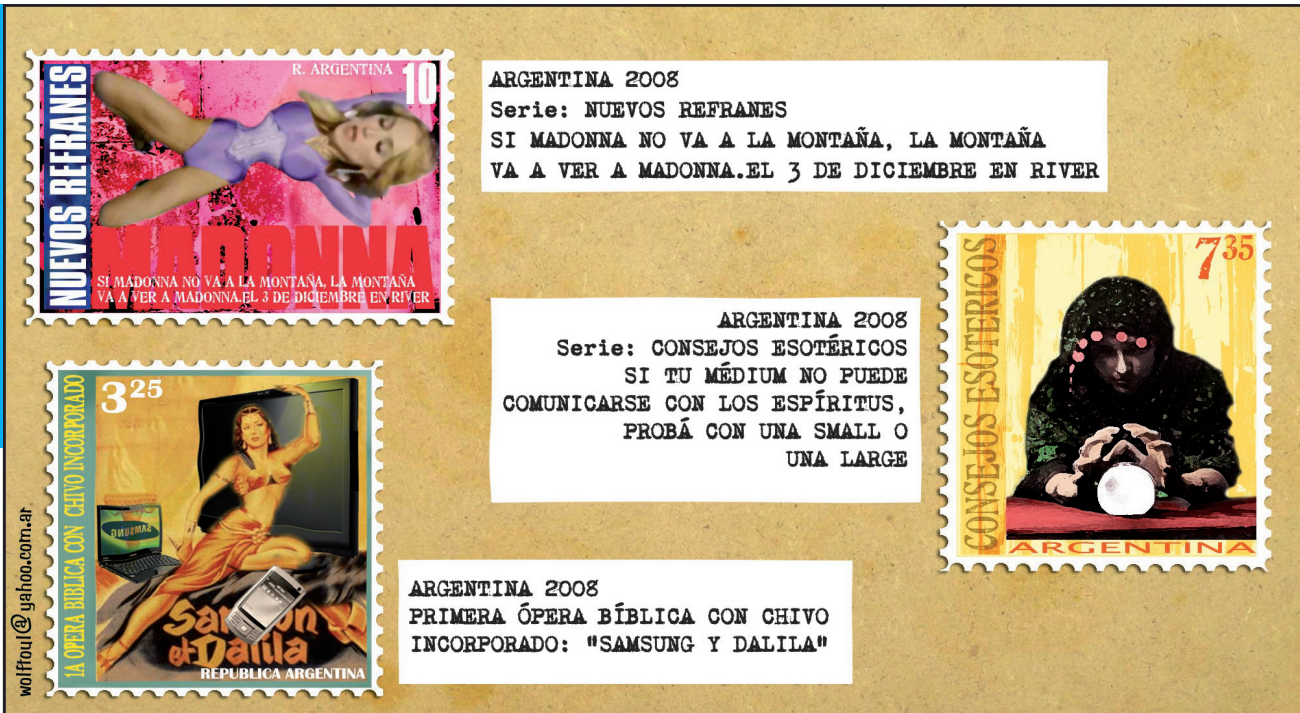 NUEVOS REFRANES
R. ARGENTINA 10
MADONNA
SI MADONNA NO VA A LA MONTAÑA, LA MONTAÑA
VA A VER A MADONNA.EL 3 DE DICIEMBRE EN RIVER
ARGENTINA 2008
Serie: NUEVOS REFRANES
SI MADONNA NO VA A LA MONTAÑA, LA MONTAÑA
VA A VER A MADONNA.EL 3 DE DICIEMBRE EN RIVER
ARGENTINA 2008
Serie: CONSEJOS ESOTÉRICOS
SI TU MÉDIUM NO PUEDE
COMUNICARSE CON LOS ESPÍRITUS,
PROBÁ CON UNA SMALL O
UNA LARGE
CONSEJOS ESOTERICOS
7 35
ARGENTINA
1A OPERA BIBLICA CON CHIVO INCORPORADO
3 25
SAMSUNG
et Dalila
REPUBLICA ARGENTINA
ARGENTINA 2008
PRIMERA ÓPERA BÍBLICA CON CHIVO
INCORPORADO: "SAMSUNG Y DALILA"
wolfitoyl@yahoo.com.ar